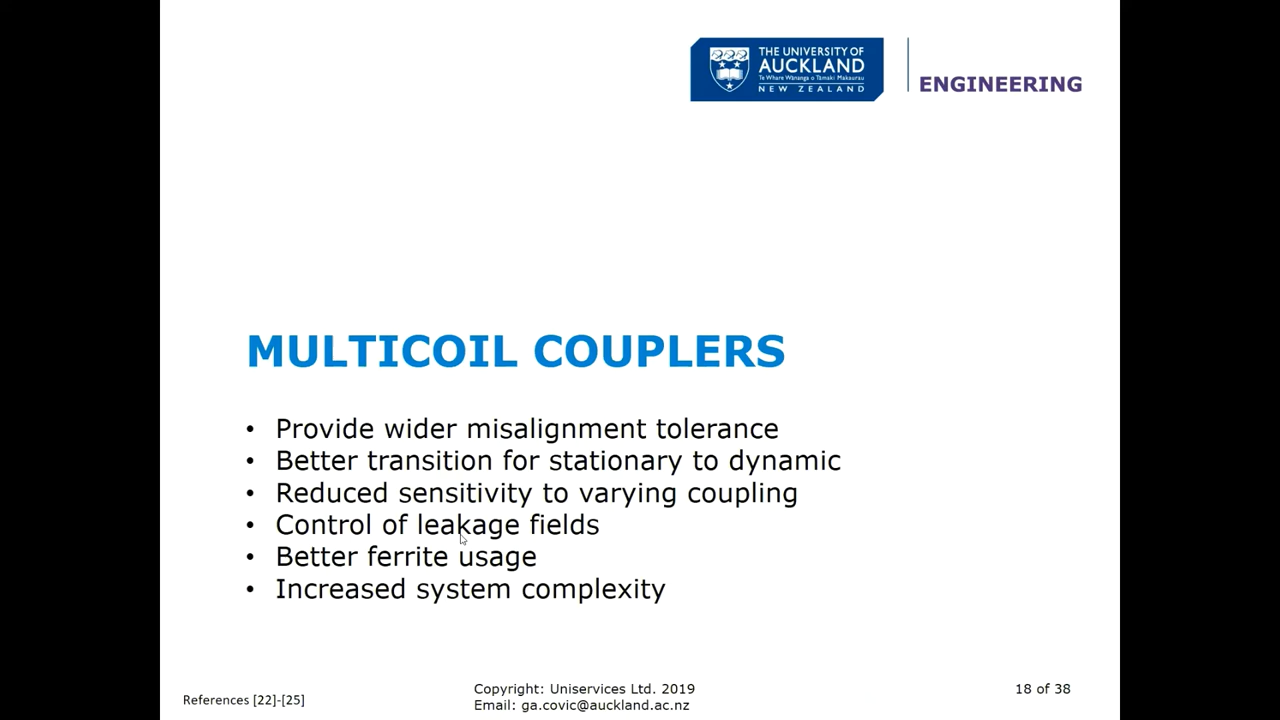 THE UNIVERSITY OF
AUCKLAND
Te Whare Wānanga o Tāmaki Makaurau
NEW ZEALAND
ENGINEERING
MULTICOIL COUPLERS
• Provide wider misalignment tolerance
• Better transition for stationary to dynamic
• Reduced sensitivity to varying coupling
• Control of leakage fields
• Better ferrite usage
• Increased system complexity
References [22]-[25]
Copyright: Uniservices Ltd. 2019
Email: ga.covic@auckland.ac.nz
18 of 38